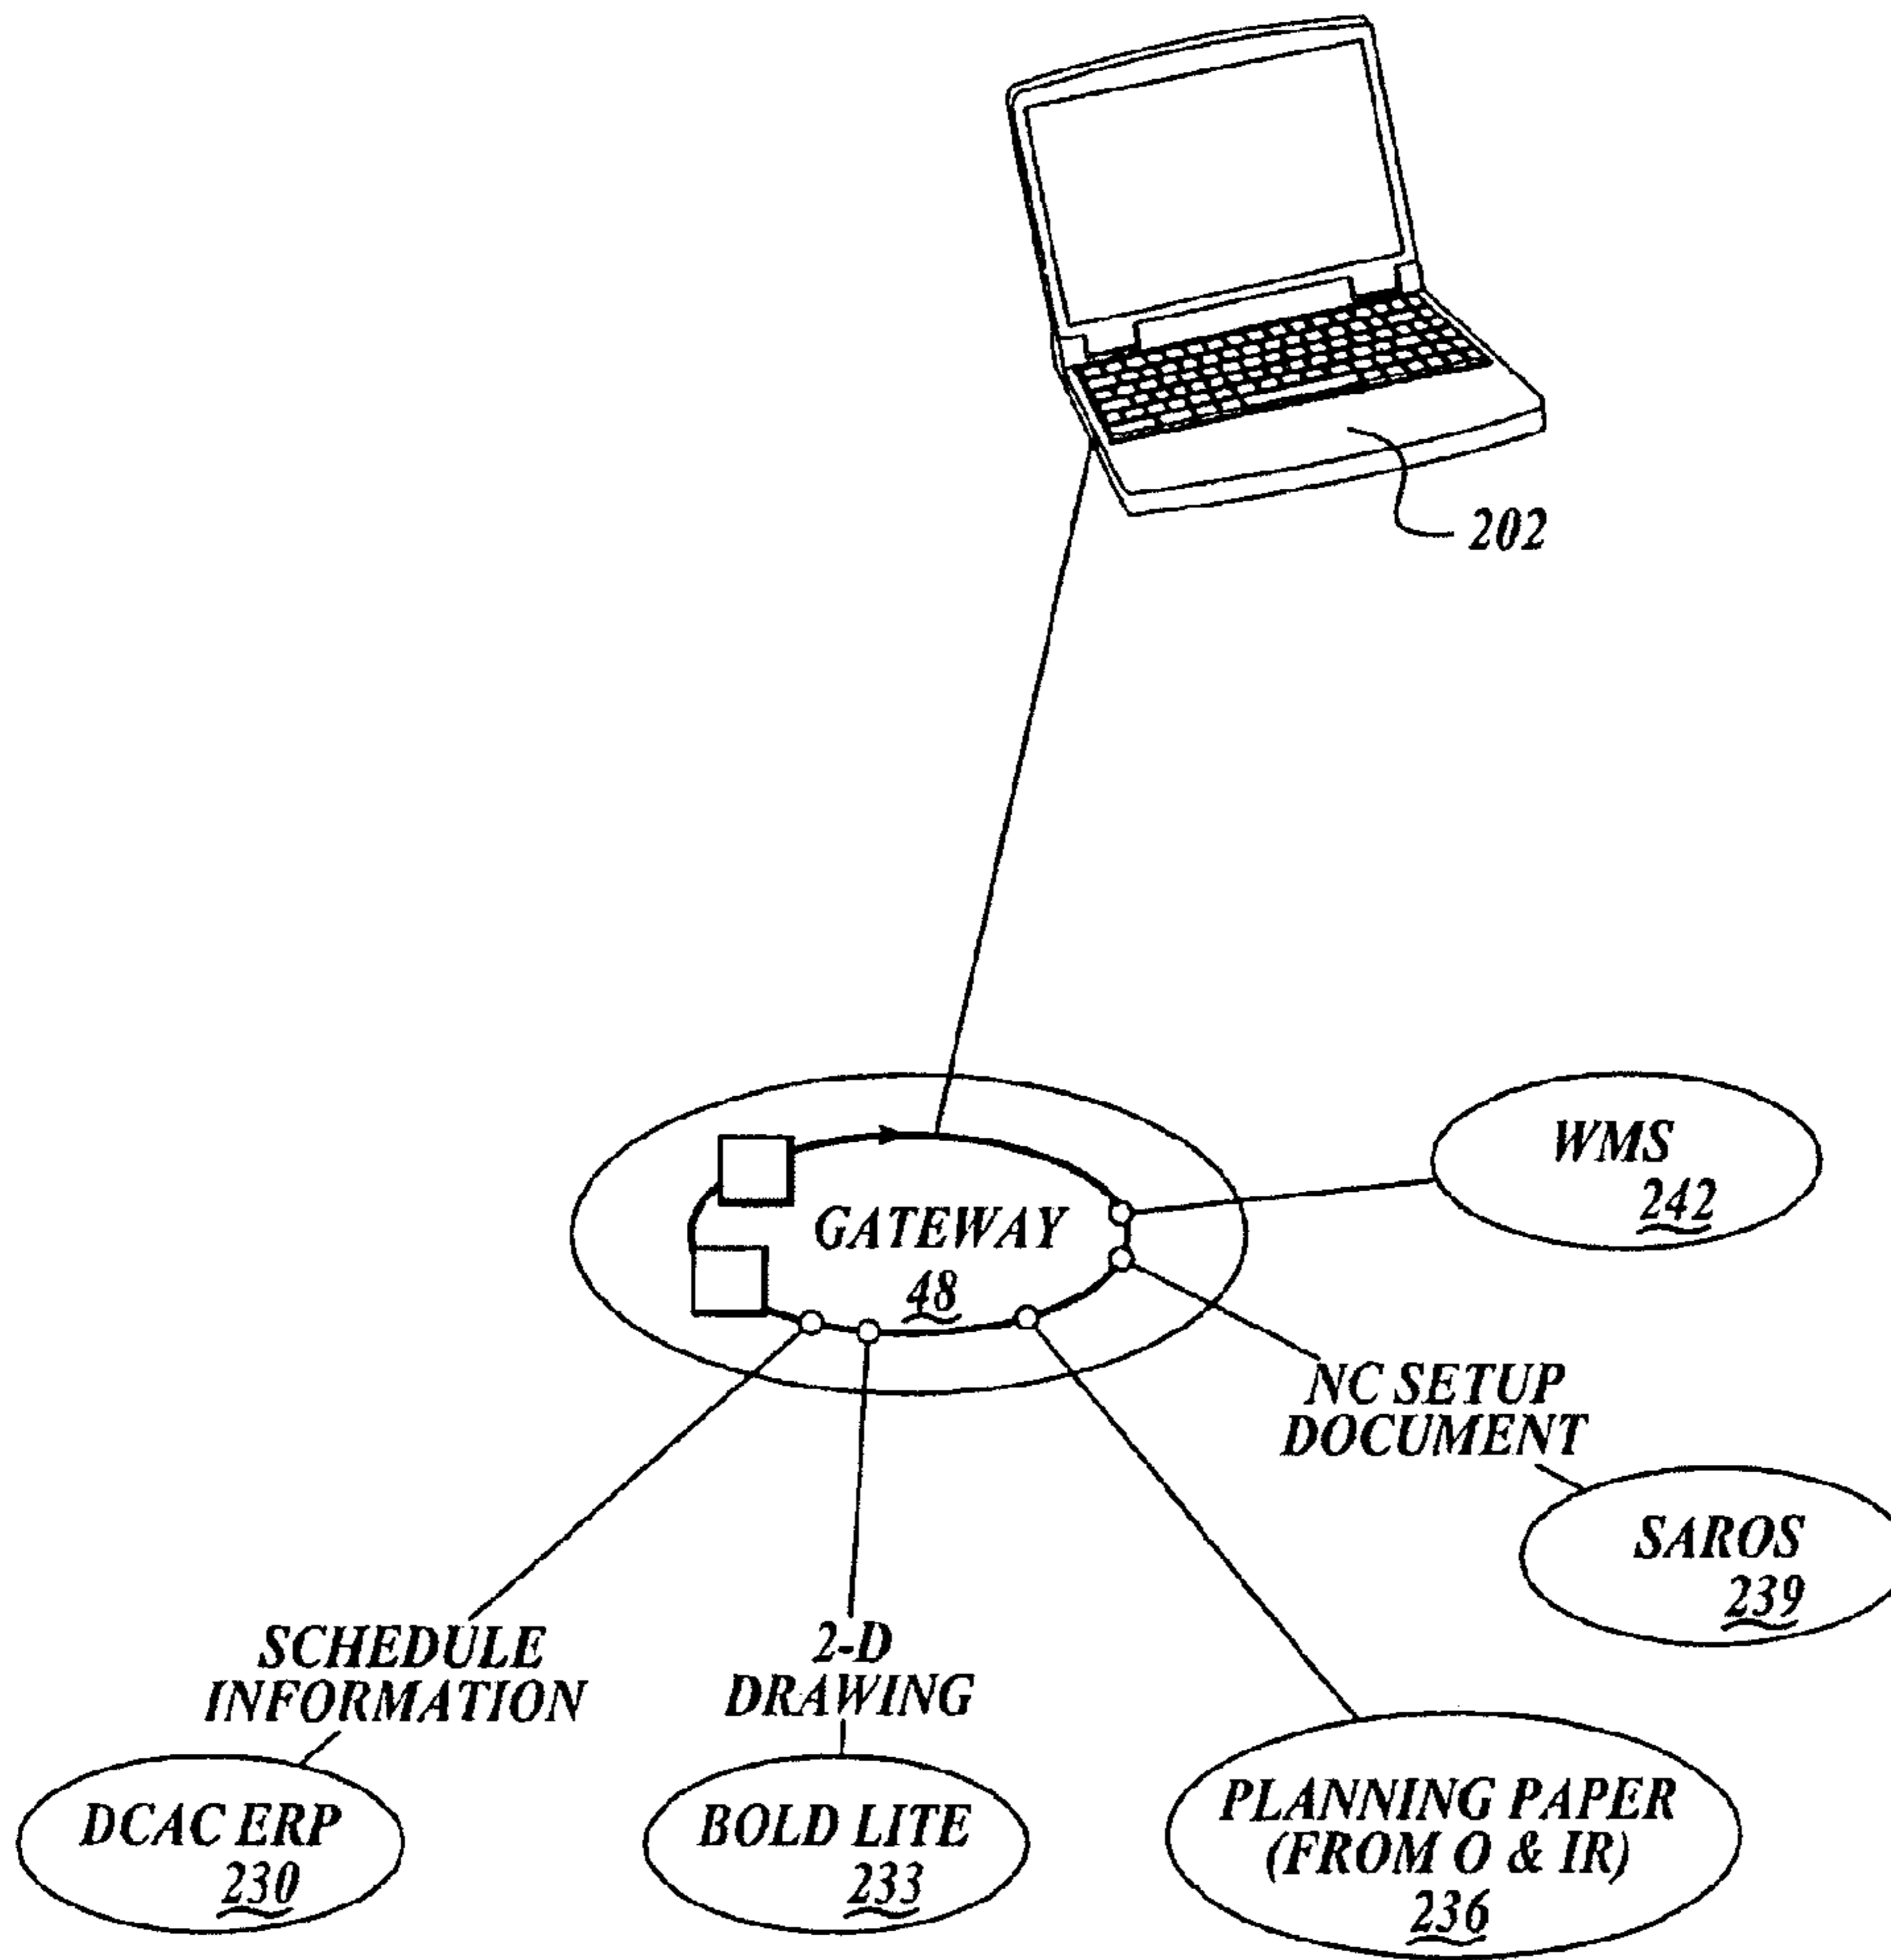 202
WMS
242
GATEWAY
48
NC SETUP
DOCUMENT
SAROS
239
SCHEDULE
INFORMATION
2-D
DRAWING
DCAC ERP
230
BOLD LITE
233
PLANNING PAPER
(FROM O & IR)
236